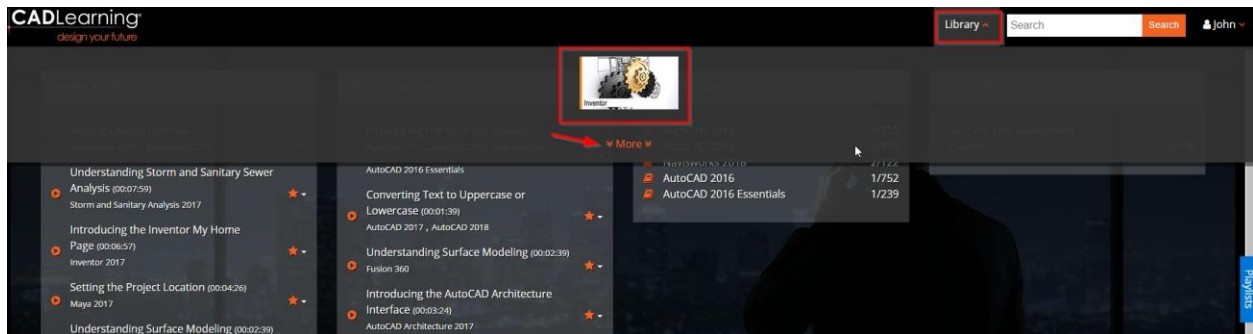 CADLearning
design your future
Library
Search
Search
John
Inventor
More
Understanding Storm and Sanitary Sewer
Analysis (00:07:59)
Storm and Sanitary Analysis 2017
Introducing the Inventor My Home
Page (00:06:57)
Inventor 2017
Setting the Project Location (00:04:26)
Maya 2017
Understanding Surface Modeling (00:02:39)
AutoCAD 2016 Essentials
Converting Text to Uppercase or
Lowercase (00:01:39)
AutoCAD 2017 , AutoCAD 2018
Understanding Surface Modeling (00:02:39)
Fusion 360
Introducing the AutoCAD Architecture
Interface (00:03:24)
AutoCAD Architecture 2017
Navisworks 2016 2/122
AutoCAD 2016 1/752
AutoCAD 2016 Essentials 1/239
Playlists